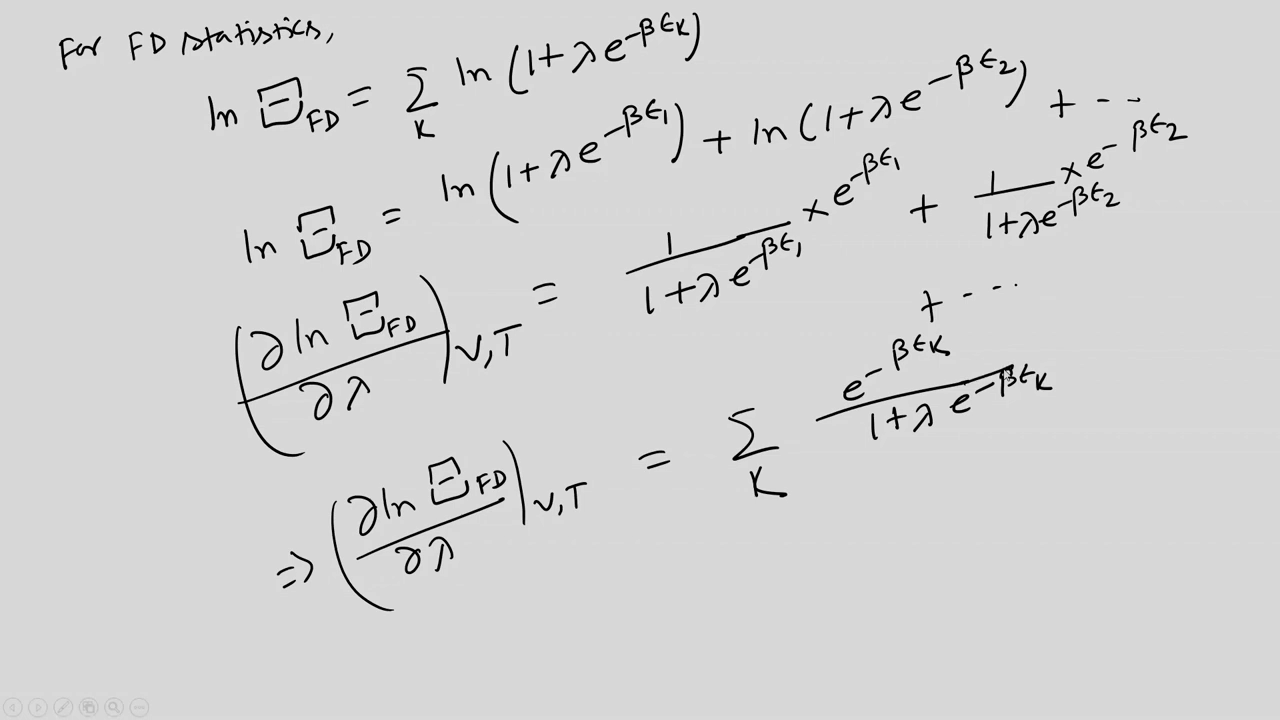 For FD statistics,
ln Ξ_FD = Σ_K ln (1+λe^{-βϵ_K})
ln Ξ_FD = ln (1+λe^{-βϵ_1}) + ln (1+λe^{-βϵ_2}) + ---
(∂ ln Ξ_FD / ∂λ)_{V,T} = 1/(1+λe^{-βϵ_1}) × e^{-βϵ_1} + 1/(1+λe^{-βϵ_2}) × e^{-βϵ_2}
+ ----
⇒ (∂ ln Ξ_FD / ∂λ)_{V,T} = Σ_K e^{-βϵ_K}/(1+λe^{-βϵ_K})